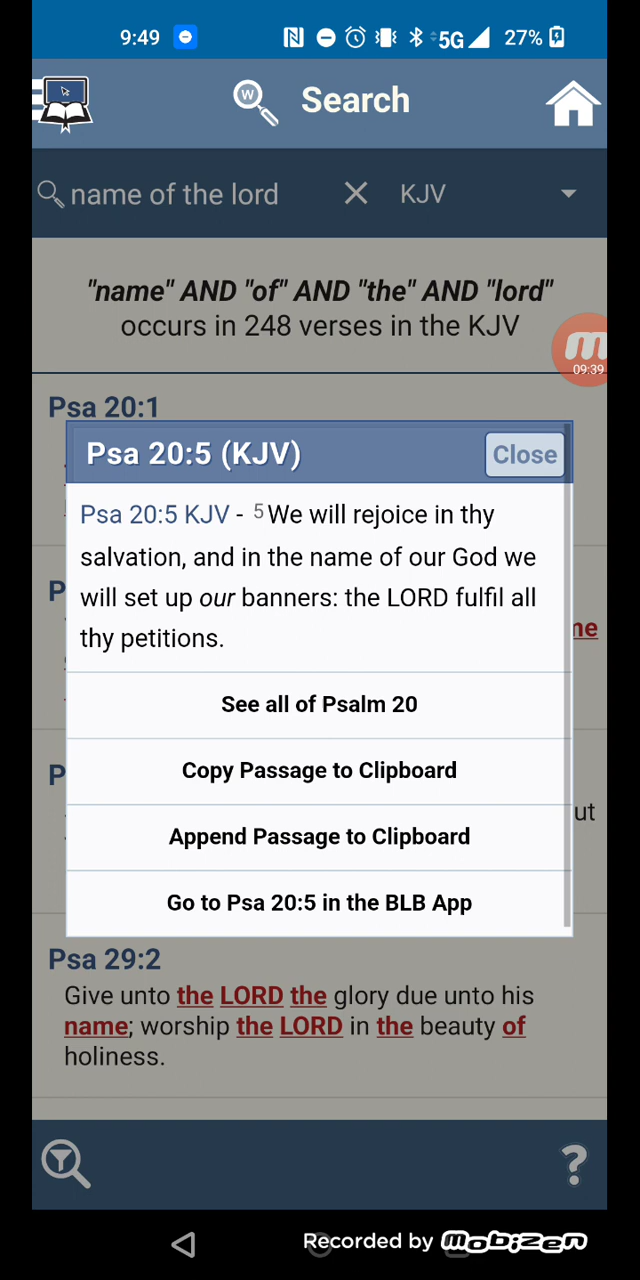 9:49
5G 27%
W
Search
name of the lord
KJV
"name" AND "of" AND "the" AND "lord"
occurs in 248 verses in the KJV
09:39
Psa 20:1
Psa 20:5 (KJV)
Close
Psa 20:5 KJV - 5 We will rejoice in thy
salvation, and in the name of our God we
will set up our banners: the LORD fulfil all
thy petitions.
See all of Psalm 20
Copy Passage to Clipboard
Append Passage to Clipboard
Go to Psa 20:5 in the BLB App
Psa 29:2
Give unto the LORD the glory due unto his
name; worship the LORD in the beauty of
holiness.
?
Recorded by mobizen